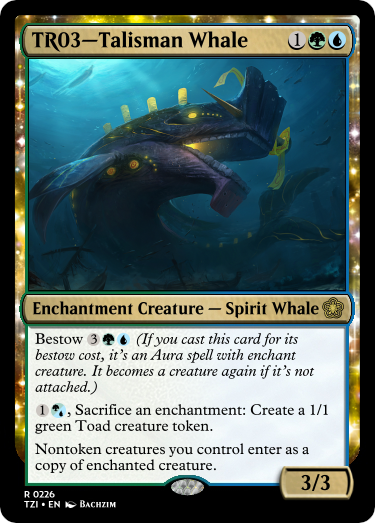 TR03—Talisman Whale 1
Enchantment Creature — Spirit Whale
Bestow 3 (If you cast this card for its
bestow cost, it's an Aura spell with enchant
creature. It becomes a creature again if it's not
attached.)
1, Sacrifice an enchantment: Create a 1/1
green Toad creature token.
Nontoken creatures you control enter as a
copy of enchanted creature.
3/3
R 0226
TZI • EN Bachzim